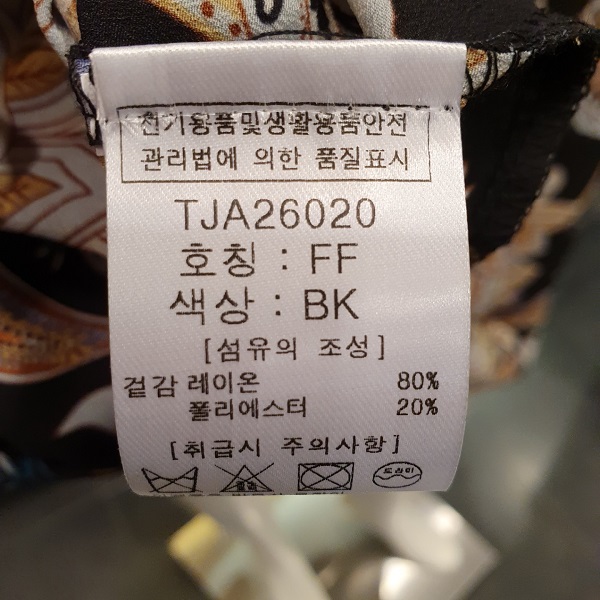 전기용품및생활용품안전
관리법에 의한 품질표시
TJA26020
호칭 : FF
색상 : BK
[섬유의 조성]
겉감 레이온 80%
폴리에스터 20%
[취급시 주의사항]
드라이